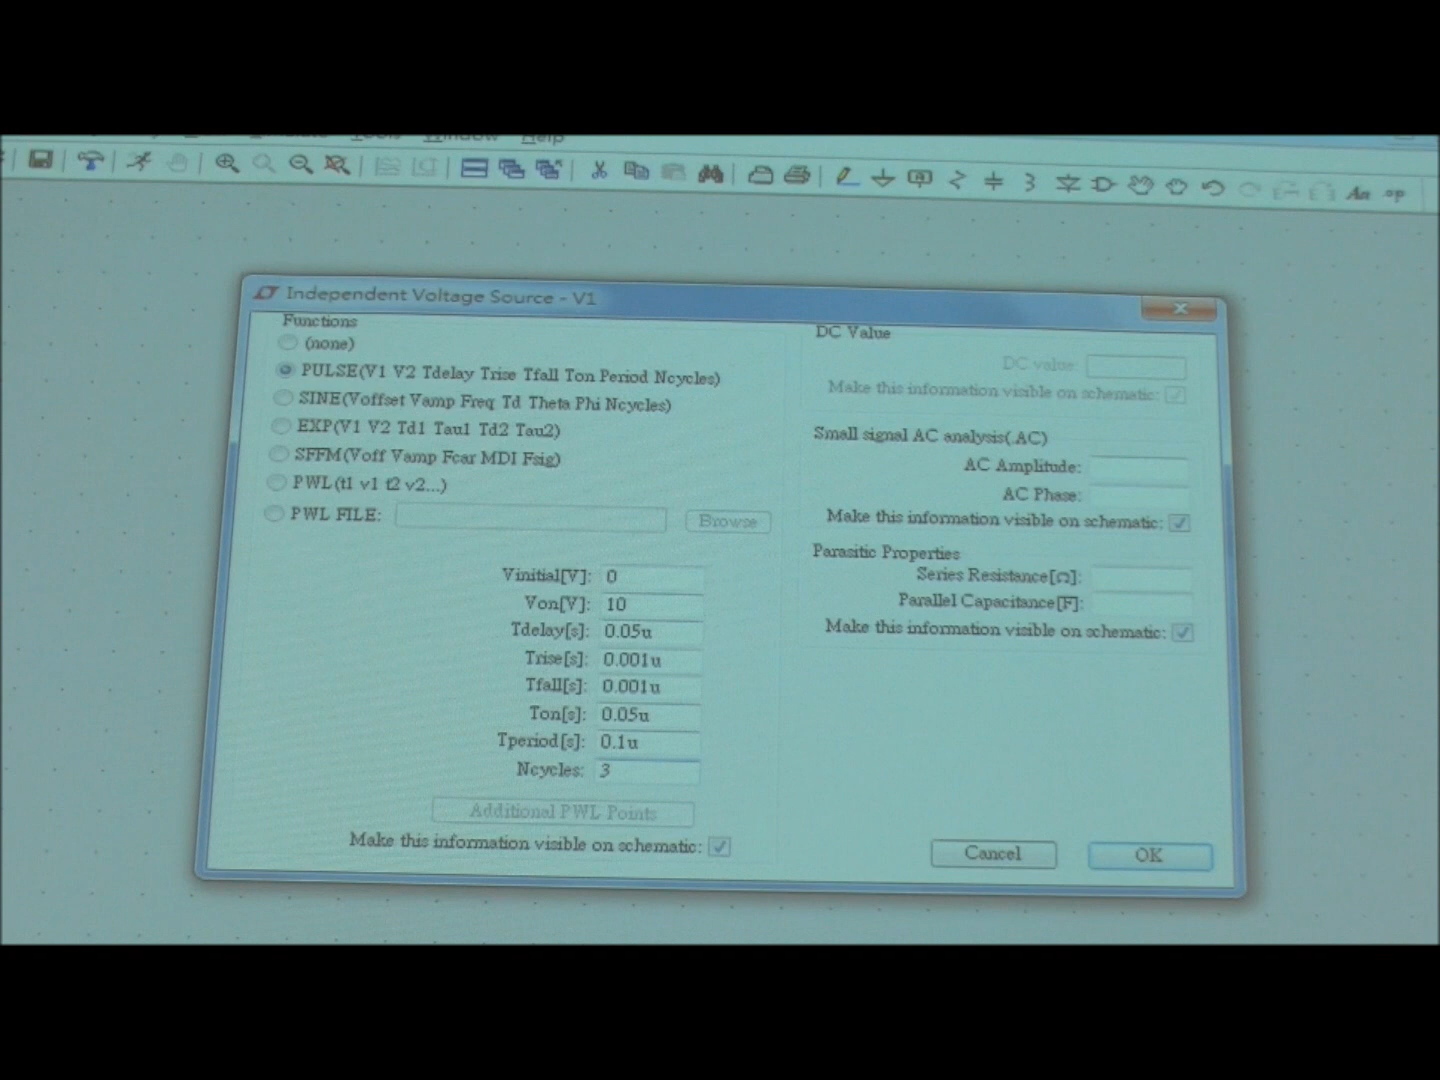 Tools Window Help
Independent Voltage Source - V1
Functions
(none)
PULSE(V1 V2 Tdelay Trise Tfall Ton Period Ncycles)
SINE(Voffset Vamp Freq Td Theta Phi Ncycles)
EXP(V1 V2 Td1 Tau1 Td2 Tau2)
SFFM(Voff Vamp Fcar MDI Fsig)
PWL(t1 v1 t2 v2...)
PWL FILE:
Browse
Vinitial[V]: 0
Von[V]: 10
Tdelay[s]: 0.05u
Trise[s]: 0.001u
Tfall[s]: 0.001u
Ton[s]: 0.05u
Tperiod[s]: 0.1u
Ncycles: 3
Additional PWL Points
Make this information visible on schematic:
DC Value
DC value:
Make this information visible on schematic:
Small signal AC analysis(.AC)
AC Amplitude:
AC Phase:
Make this information visible on schematic:
Parasitic Properties
Series Resistance[Ω]:
Parallel Capacitance[F]:
Make this information visible on schematic:
Cancel
OK